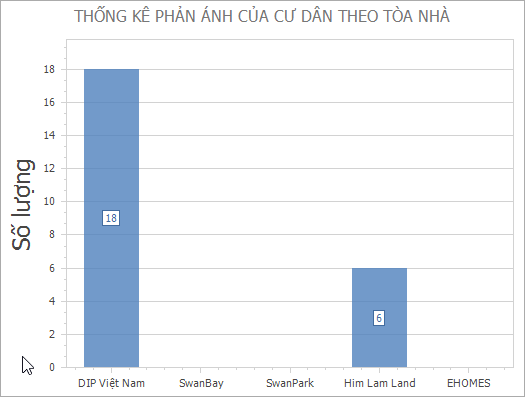 THỐNG KÊ PHẢN ÁNH CỦA CƯ DÂN THEO TÒA NHÀ
Số lượng
18
16
14
12
10
8
6
4
2
0
18
6
DIP Việt Nam
SwanBay
SwanPark
Him Lam Land
EHOMES